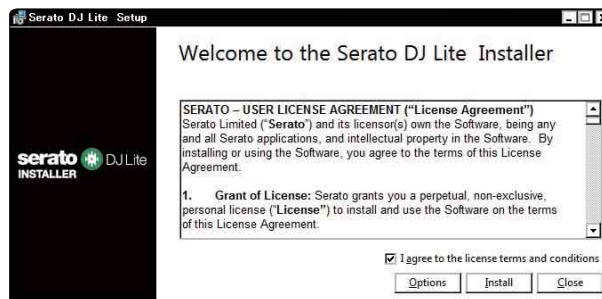 Serato DJ Lite Setup
Welcome to the Serato DJ Lite Installer
SERATO – USER LICENSE AGREEMENT (“License Agreement”)
Serato Limited (“Serato”) and its licensor(s) own the Software, being any
and all Serato applications, and intellectual property in the Software. By
installing or using the Software, you agree to the terms of this License
Agreement.
1. Grant of License: Serato grants you a perpetual, non-exclusive,
personal license (“License”) to install and use the Software on the terms
of this License Agreement.
serato DJ Lite
INSTALLER
I agree to the license terms and conditions
Options Install Close